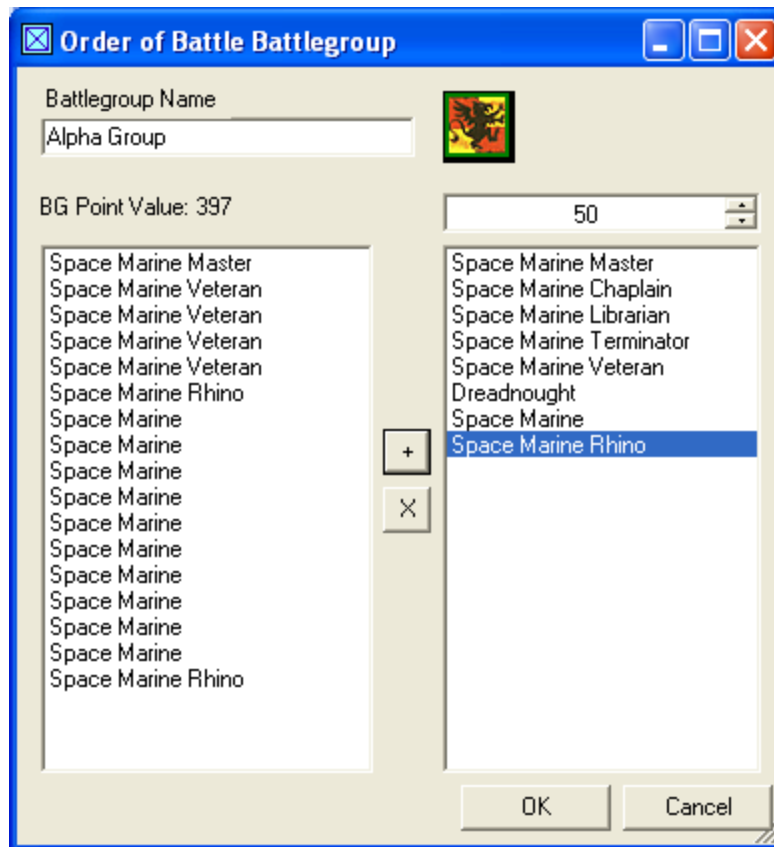 Order of Battle Battlegroup
Battlegroup Name
Alpha Group
BG Point Value: 397
50
Space Marine Master
Space Marine Veteran
Space Marine Veteran
Space Marine Veteran
Space Marine Veteran
Space Marine Rhino
Space Marine
Space Marine
Space Marine
Space Marine
Space Marine
Space Marine
Space Marine
Space Marine
Space Marine
Space Marine
Space Marine Rhino
+
X
Space Marine Master
Space Marine Chaplain
Space Marine Librarian
Space Marine Terminator
Space Marine Veteran
Dreadnought
Space Marine
Space Marine Rhino
OK
Cancel